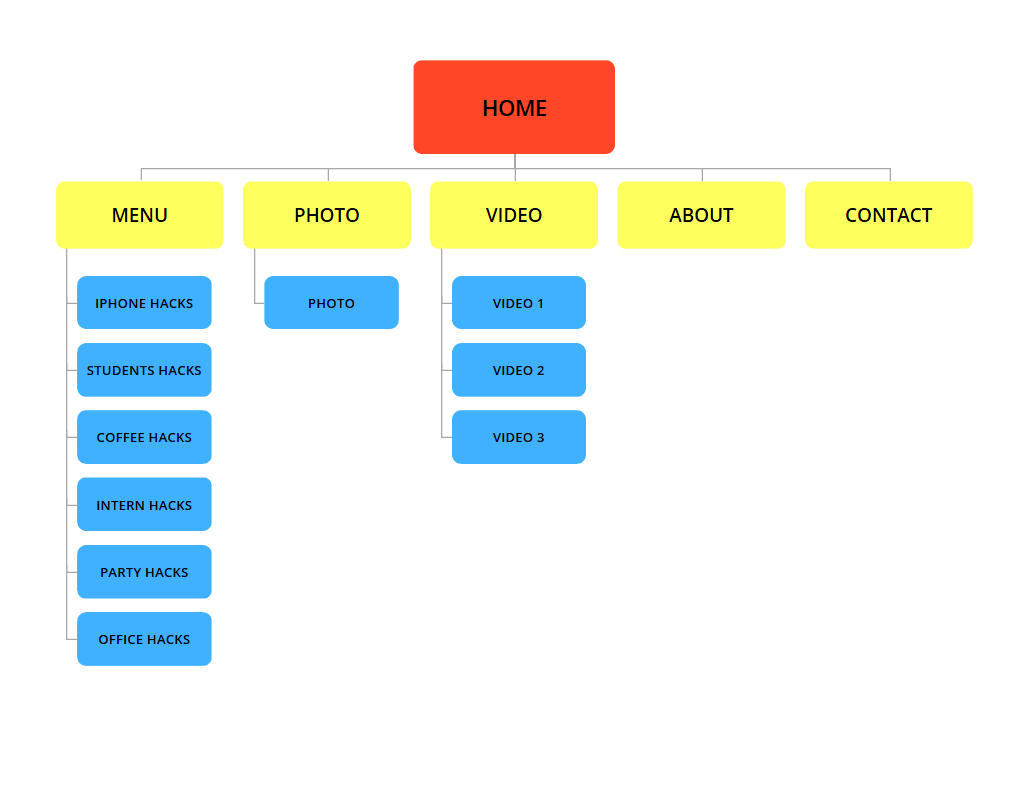 HOME
MENU
PHOTO
VIDEO
ABOUT
CONTACT
IPHONE HACKS
PHOTO
VIDEO 1
STUDENTS HACKS
VIDEO 2
COFFEE HACKS
VIDEO 3
INTERN HACKS
PARTY HACKS
OFFICE HACKS